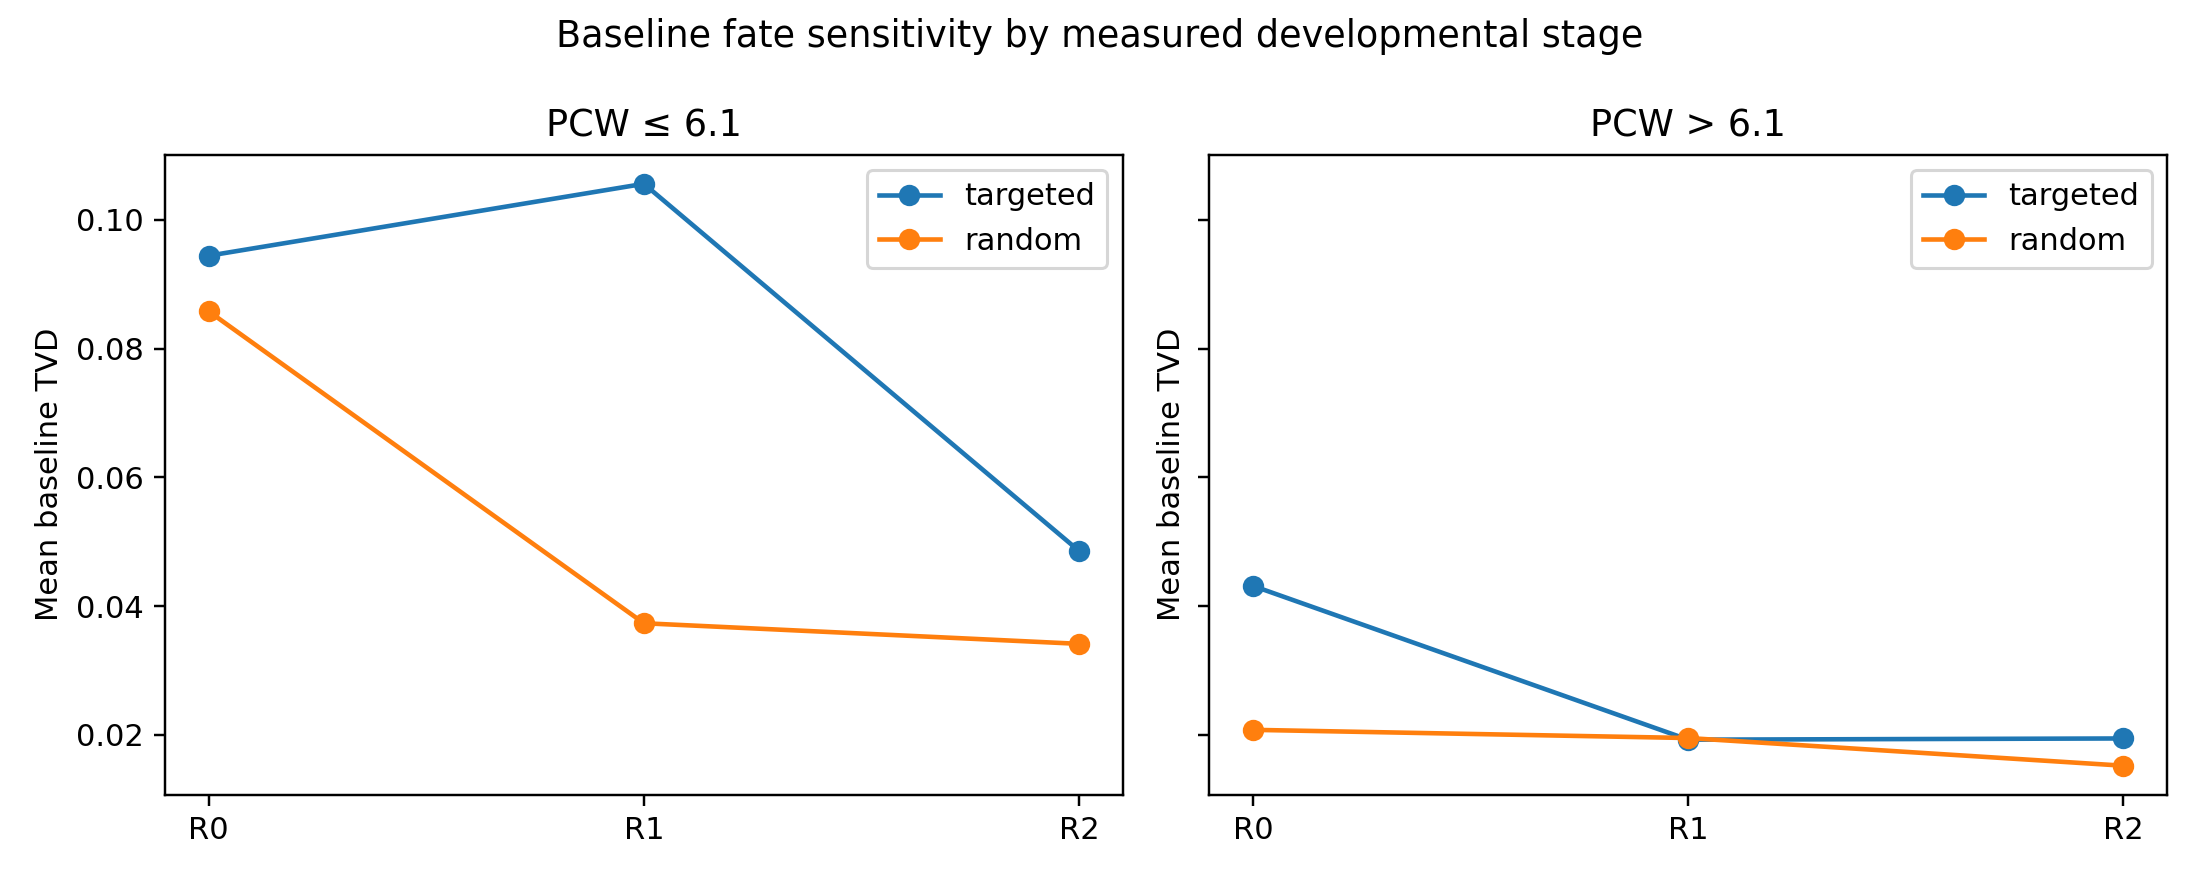 Baseline fate sensitivity by measured developmental stage
PCW ≤ 6.1
Mean baseline TVD
0.10
0.08
0.06
0.04
0.02
targeted
random
R0
R1
R2
PCW > 6.1
Mean baseline TVD
targeted
random
R0
R1
R2